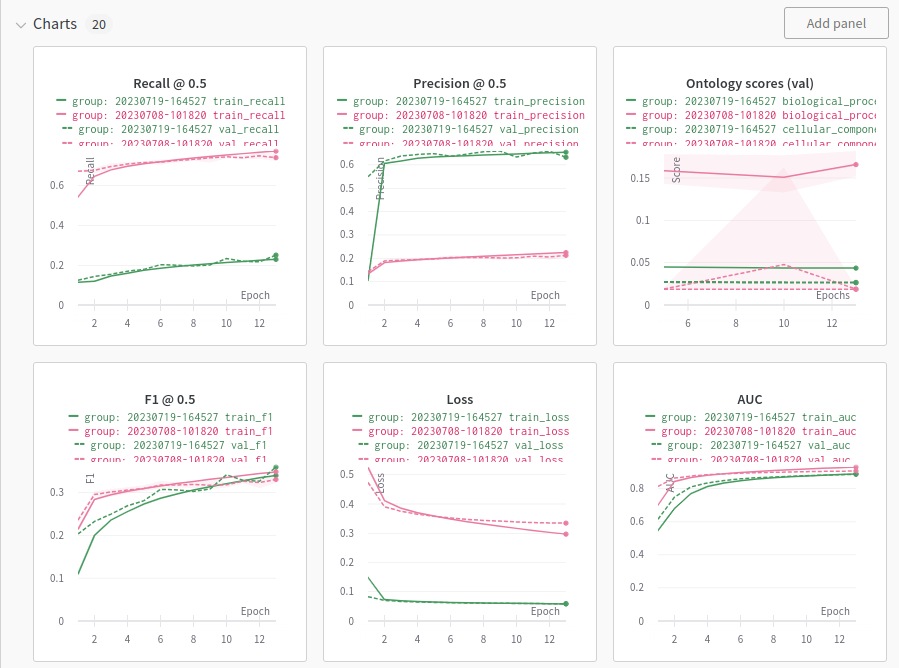 Charts 20
Add panel
Recall @ 0.5
group: 20230719-164527 train_recall
group: 20230708-101820 train_recall
group: 20230719-164527 val_recall
group: 20230708-101820 val_recall
Recall
0.6
0.4
0.2
0
Epoch
2 4 6 8 10 12
Precision @ 0.5
group: 20230719-164527 train_precision
group: 20230708-101820 train_precision
group: 20230719-164527 val_precision
group: 20230708-101820 val_precision
Precision
0.6
0.5
0.4
0.3
0.2
0.1
Epoch
2 4 6 8 10 12
Ontology scores (val)
group: 20230719-164527 biological_proce
group: 20230708-101820 biological_proce
group: 20230719-164527 cellular_compone
group: 20230708-101820 cellular_compone
Score
0.15
0.1
0.05
0
Epochs
6 8 10 12
F1 @ 0.5
group: 20230719-164527 train_f1
group: 20230708-101820 train_f1
group: 20230719-164527 val_f1
group: 20230708-101820 val_f1
F1
0.3
0.2
0.1
0
Epoch
2 4 6 8 10 12
Loss
group: 20230719-164527 train_loss
group: 20230708-101820 train_loss
group: 20230719-164527 val_loss
group: 20230708-101820 val_loss
Loss
0.5
0.4
0.3
0.2
0.1
0
Epoch
2 4 6 8 10 12
AUC
group: 20230719-164527 train_auc
group: 20230708-101820 train_auc
group: 20230719-164527 val_auc
group: 20230708-101820 val_auc
AUC
0.8
0.6
0.4
0.2
0
Epoch
2 4 6 8 10 12